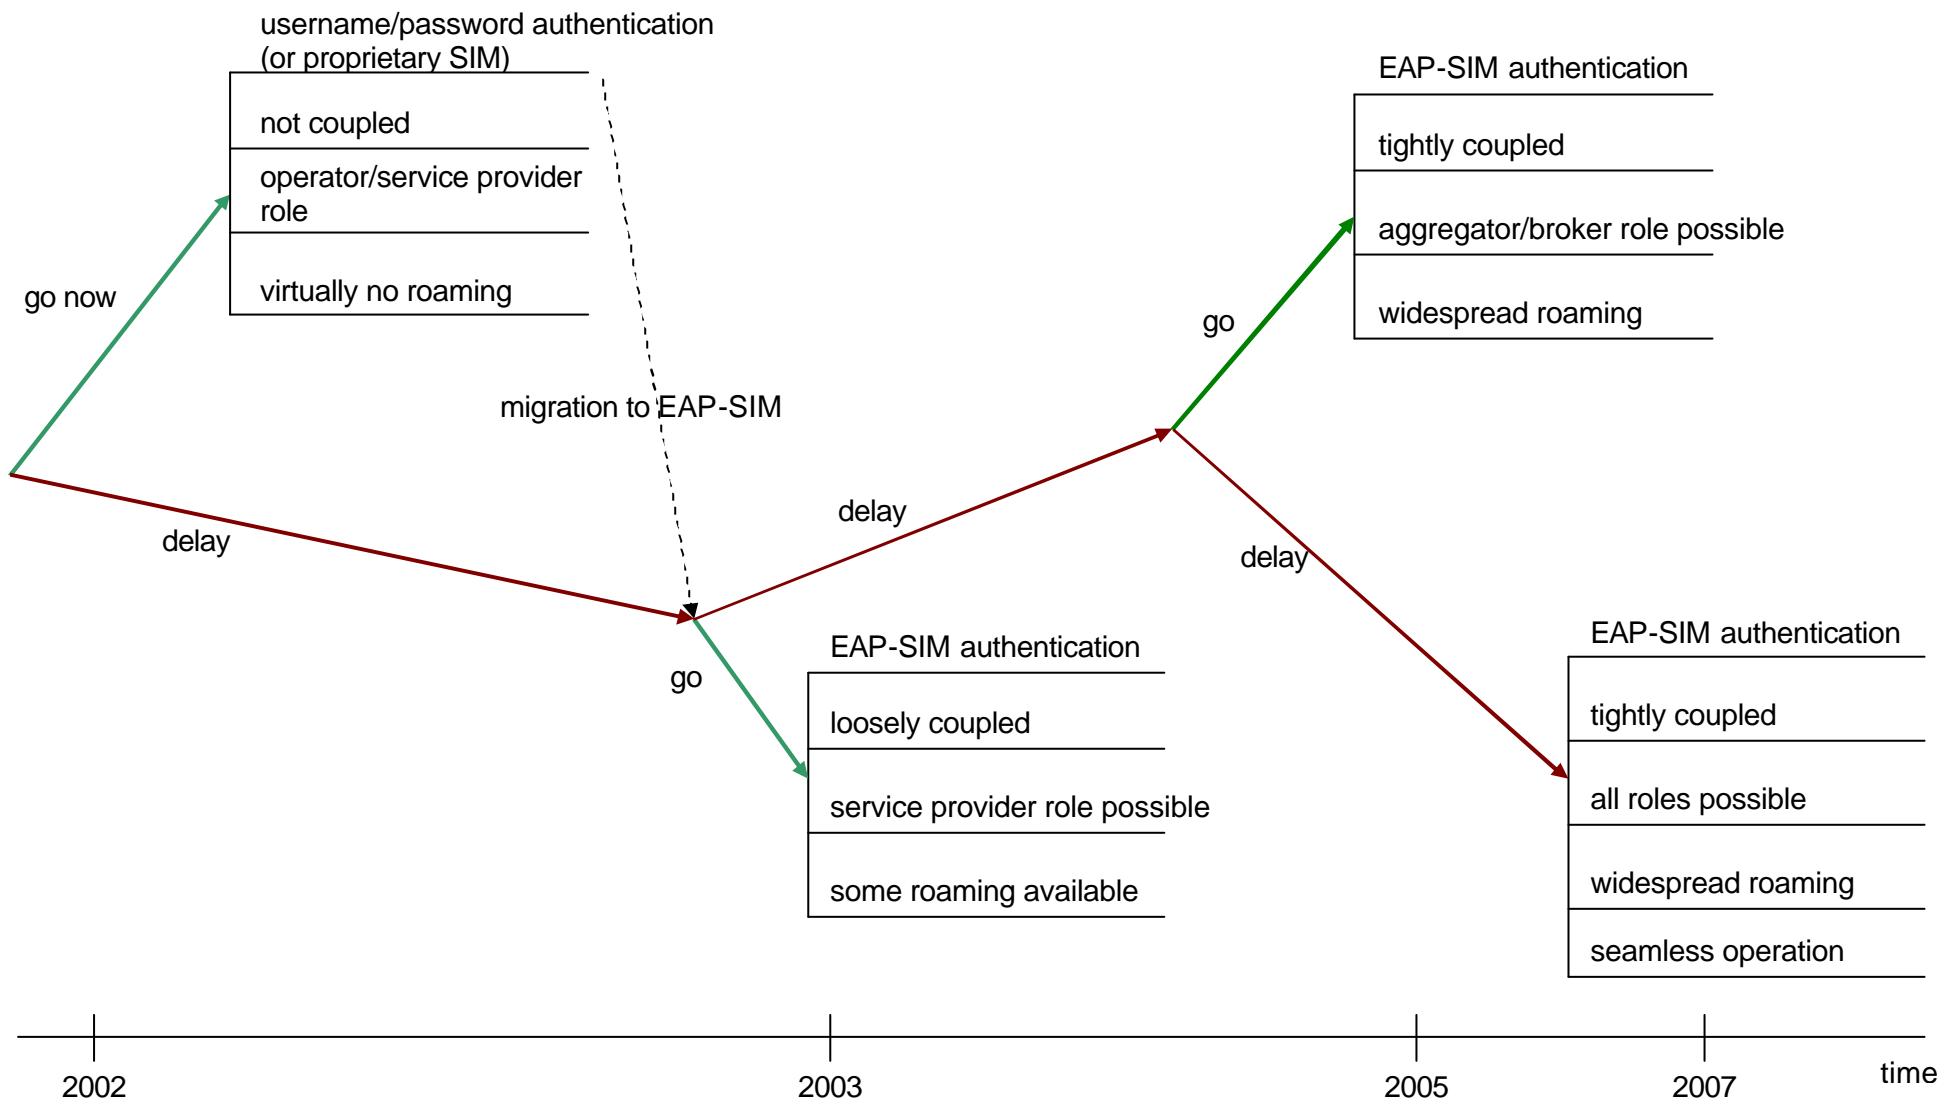 username/password authentication
(or proprietary SIM)
not coupled
operator/service provider
role
virtually no roaming
go now
delay
migration to EAP-SIM
go
EAP-SIM authentication
loosely coupled
service provider role possible
some roaming available
delay
go
EAP-SIM authentication
tightly coupled
aggregator/broker role possible
widespread roaming
delay
EAP-SIM authentication
tightly coupled
all roles possible
widespread roaming
seamless operation
2002
2003
2005
2007
time